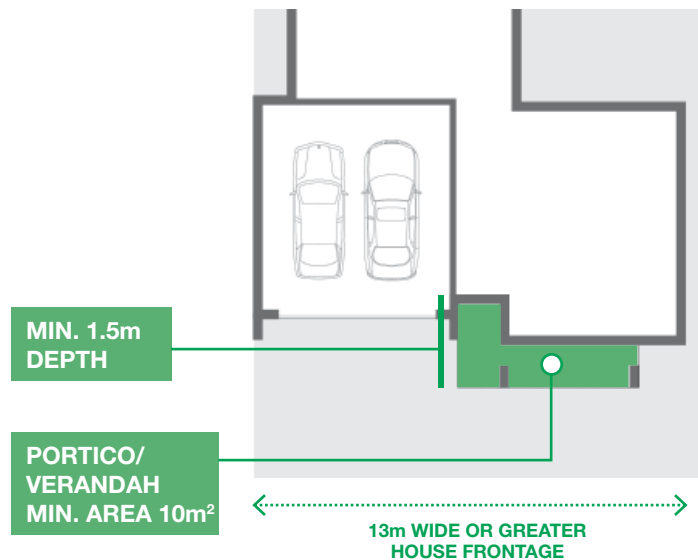 MIN. 1.5m
DEPTH
PORTICO/
VERANDAH
MIN. AREA 10m²
13m WIDE OR GREATER
HOUSE FRONTAGE